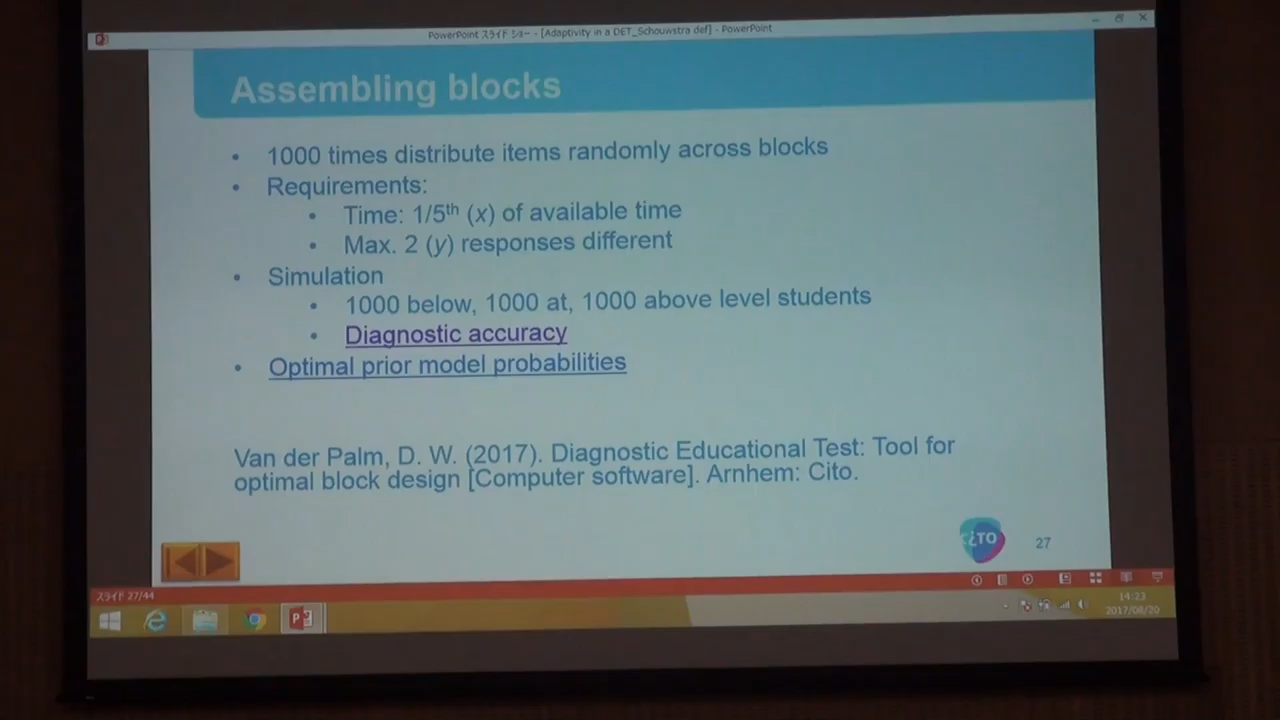 PowerPoint スライド ショー - [Adaptivity in a DET_Schouwstra def] - PowerPoint
Assembling blocks
• 1000 times distribute items randomly across blocks
• Requirements:
• Time: 1/5th (x) of available time
• Max. 2 (y) responses different
• Simulation
• 1000 below, 1000 at, 1000 above level students
• Diagnostic accuracy
• Optimal prior model probabilities
Van der Palm, D. W. (2017). Diagnostic Educational Test: Tool for
optimal block design [Computer software]. Arnhem: Cito.
CiTO
27
スライド 27/44
14:23
2017/08/20